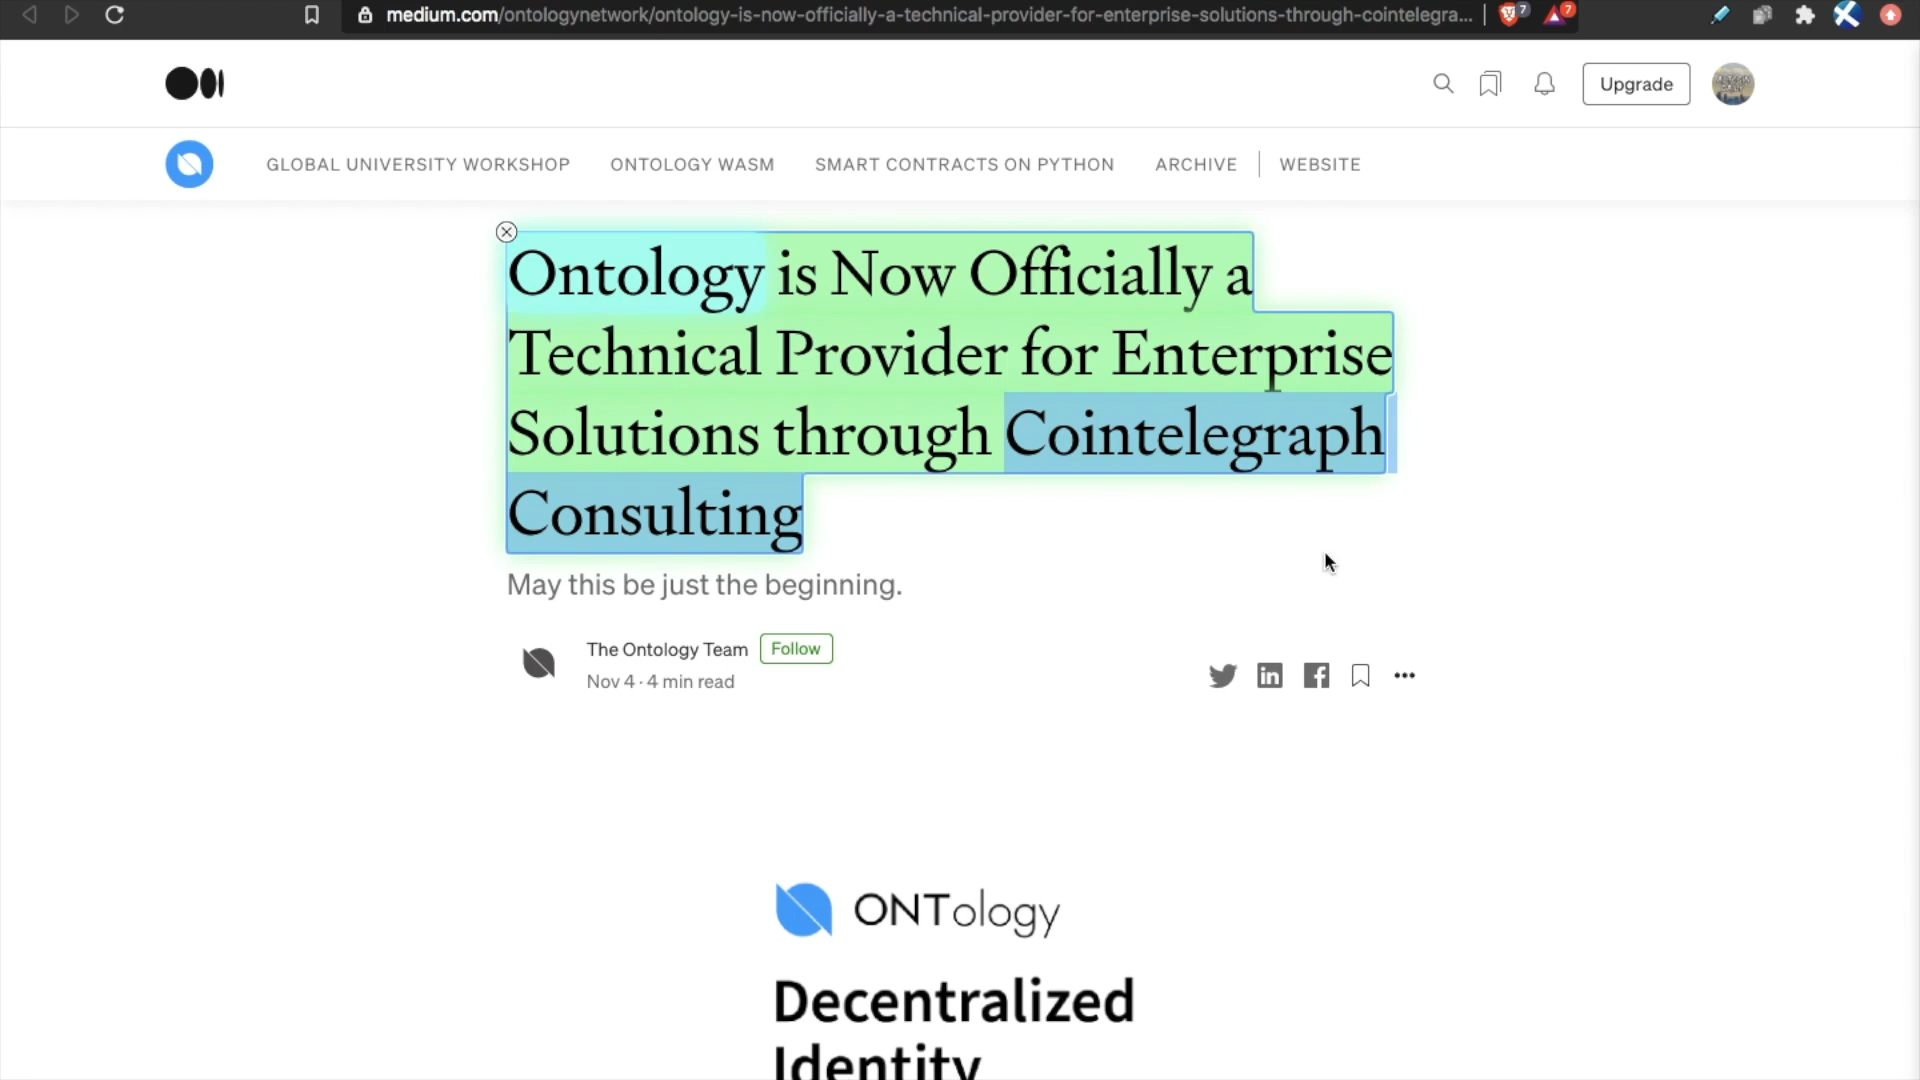 medium.com/ontologynetwork/ontology-is-now-officially-a-technical-provider-for-enterprise-solutions-through-cointelegra...
7
7
Upgrade
GLOBAL UNIVERSITY WORKSHOP
ONTOLOGY WASM
SMART CONTRACTS ON PYTHON
ARCHIVE
WEBSITE
Ontology is Now Officially a
Technical Provider for Enterprise
Solutions through Cointelegraph
Consulting
May this be just the beginning.
The Ontology Team
Follow
Nov 4 · 4 min read
ONTology
Decentralized
Identity